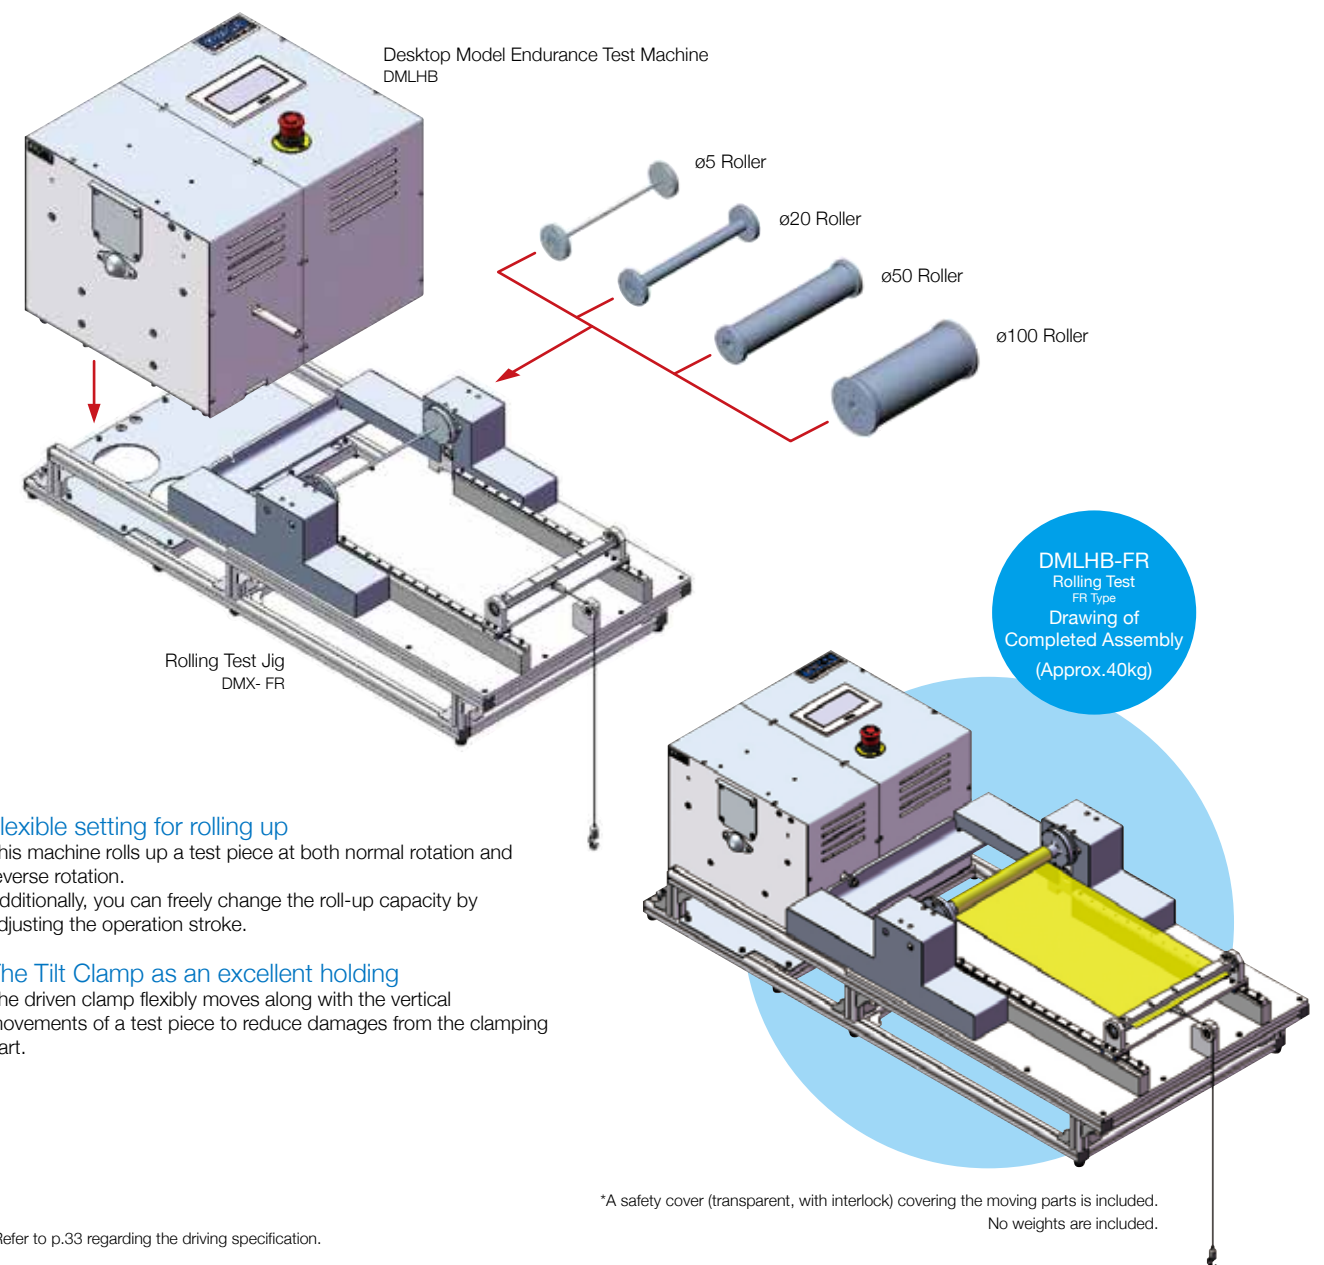 Desktop Model Endurance Test Machine
DMLHB
ø5 Roller
ø20 Roller
ø50 Roller
ø100 Roller
Rolling Test Jig
DMX- FR
DMLHB-FR
Rolling Test
FR Type
Drawing of
Completed Assembly
(Approx.40kg)
lexible setting for rolling up
his machine rolls up a test piece at both normal rotation and
everse rotation.
dditionally, you can freely change the roll-up capacity by
djusting the operation stroke.
The Tilt Clamp as an excellent holding
he driven clamp flexibly moves along with the vertical
movements of a test piece to reduce damages from the clamping
art.
*A safety cover (transparent, with interlock) covering the moving parts is included.
No weights are included.
Refer to p.33 regarding the driving specification.